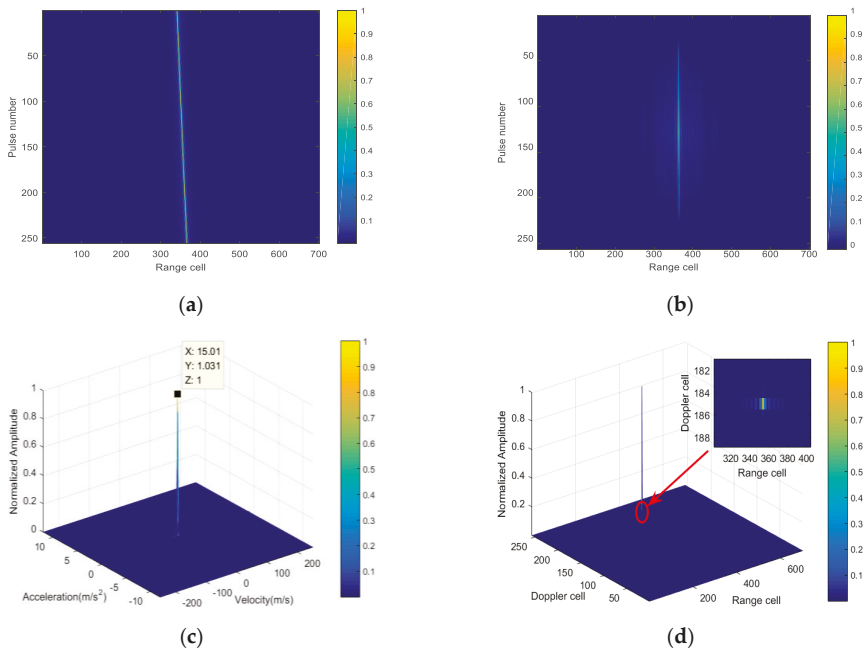 1
0.9
0.8
0.7
0.6
0.5
0.4
0.3
0.2
0.1
50
100
150
200
250
Pulse number
100 200 300 400 500 600 700
Range cell
(a)
1
0.9
0.8
0.7
0.6
0.5
0.4
0.3
0.2
0.1
0
50
100
150
200
250
Pulse number
100 200 300 400 500 600 700
Range cell
(b)
X: 15.01
Y: 1.031
Z: 1
1
0.8
0.6
0.4
0.2
0
Normalized Amplitude
10 5 0 -5 -10
Acceleration(m/s²)
-200 -100 0 100 200
Velocity(m/s)
1
0.9
0.8
0.7
0.6
0.5
0.4
0.3
0.2
0.1
(c)
1
0.8
0.6
0.4
0.2
Normalized Amplitude
250 200 150 100 50
Doppler cell
200 400 600
Range cell
182
184
186
188
Doppler cell
320 340 360 380 400
Range cell
1
0.9
0.8
0.7
0.6
0.5
0.4
0.3
0.2
0.1
(d)